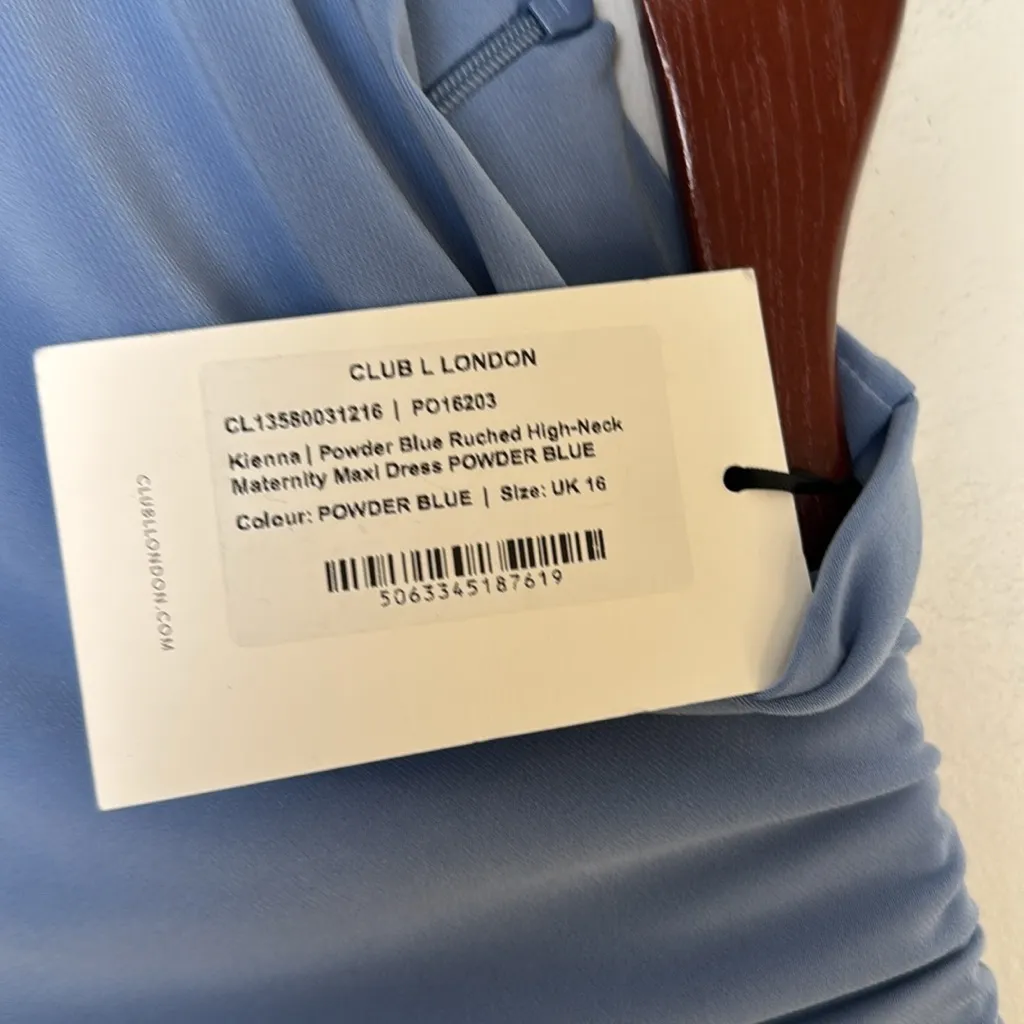 CLUB L LONDON
CL13580031216 | PO16203
Kienna | Powder Blue Ruched High-Neck
Maternity Maxi Dress POWDER BLUE
Colour: POWDER BLUE | Size: UK 16
5063345187619
CLUBLLONDON.COM